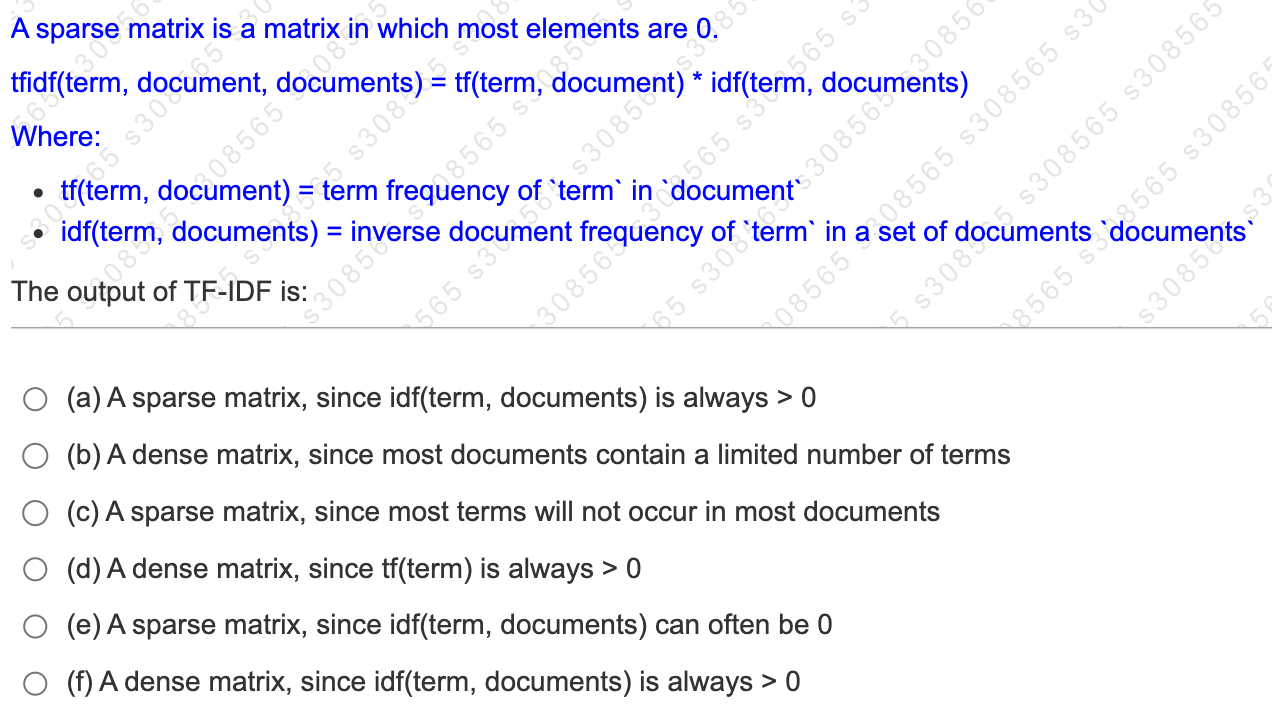 A sparse matrix is a matrix in which most elements are 0.
tfidf(term, document, documents) = tf(term, document) * idf(term, documents)
Where:
• tf(term, document) = term frequency of `term` in `document`
• idf(term, documents) = inverse document frequency of `term` in a set of documents `documents`
The output of TF-IDF is:
(a) A sparse matrix, since idf(term, documents) is always > 0
(b) A dense matrix, since most documents contain a limited number of terms
(c) A sparse matrix, since most terms will not occur in most documents
(d) A dense matrix, since tf(term) is always > 0
(e) A sparse matrix, since idf(term, documents) can often be 0
(f) A dense matrix, since idf(term, documents) is always > 0